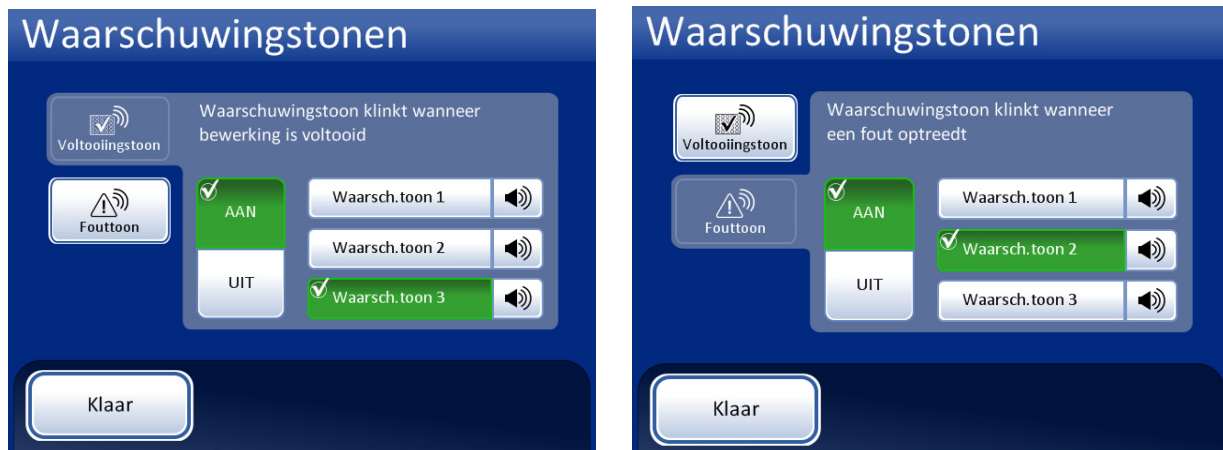 Waarschuwingstonen
Voltooiingstoon
Waarschuwingstoon klinkt wanneer
bewerking is voltooid
Fouttoon
AAN
UIT
Waarsch.toon 1
Waarsch.toon 2
Waarsch.toon 3
Klaar
Waarschuwingstonen
Voltooiingstoon
Waarschuwingstoon klinkt wanneer
een fout optreedt
Fouttoon
AAN
UIT
Waarsch.toon 1
Waarsch.toon 2
Waarsch.toon 3
Klaar